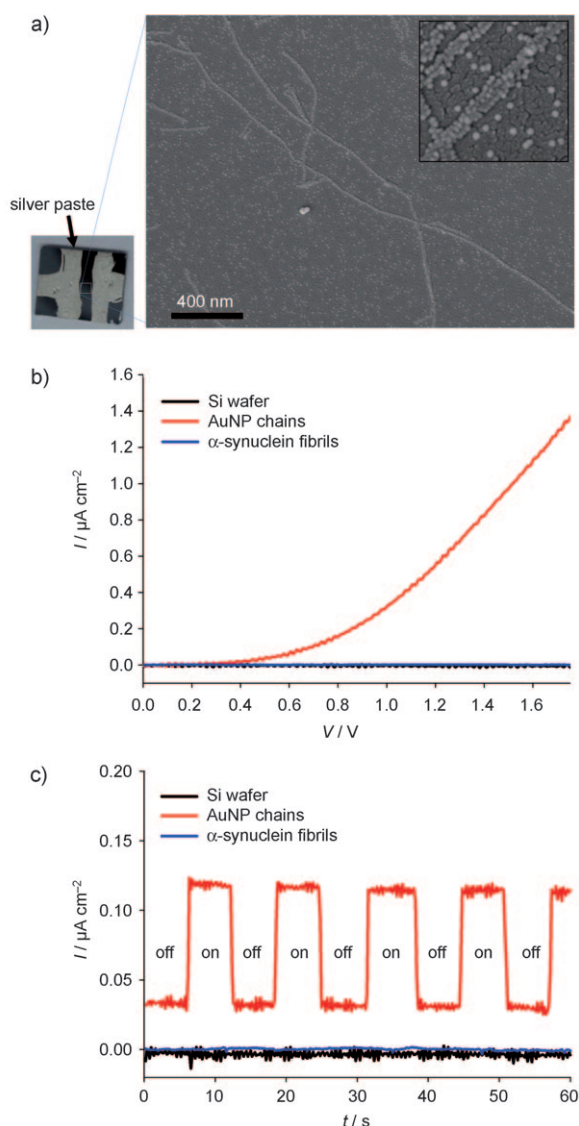 a)
silver paste
400 nm
b)
Si wafer
AuNP chains
α-synuclein fibrils
I / µA cm⁻²
1.6
1.4
1.2
1.0
0.8
0.6
0.4
0.2
0.0
0.0 0.2 0.4 0.6 0.8 1.0 1.2 1.4 1.6
V / V
c)
Si wafer
AuNP chains
α-synuclein fibrils
I / µA cm⁻²
0.20
0.15
0.10
0.05
0.00
off on off on off on off on off
0 10 20 30 40 50 60
t / s